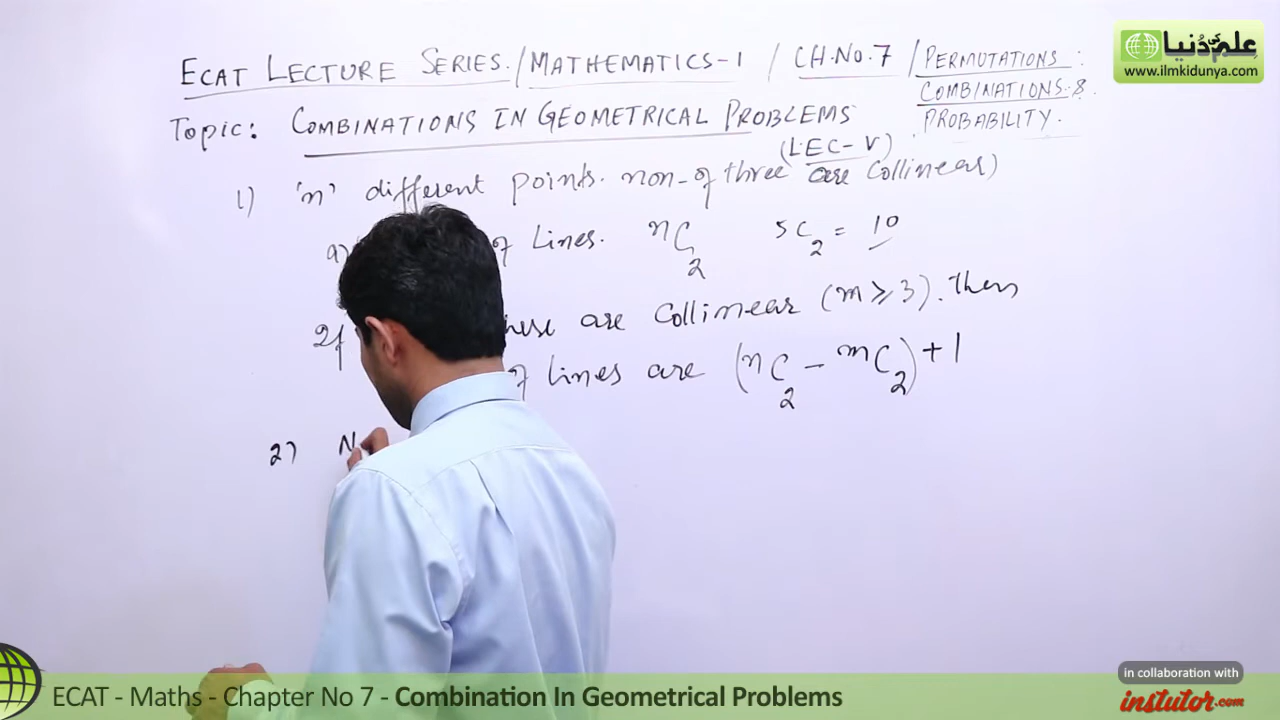 ECAT LECTURE SERIES. / MATHEMATICS-1 / CH.NO.7 / PERMUTATIONS :
COMBINATIONS: &.
PROBABILITY.
TOPIC: COMBINATIONS IN GEOMETRICAL PROBLEMS
(LEC-V)
1) 'n' different points. non-of three are Collinears)
a) of Lines. nC2 5C2 = 10
If are Collinear (m ≥ 3). Then
of lines are (nC2 - mC2) + 1
2) N
علم کی دُنیا
www.ilmkidunya.com
in collaboration with
instutor.com
ECAT - Maths - Chapter No 7 - Combination In Geometrical Problems